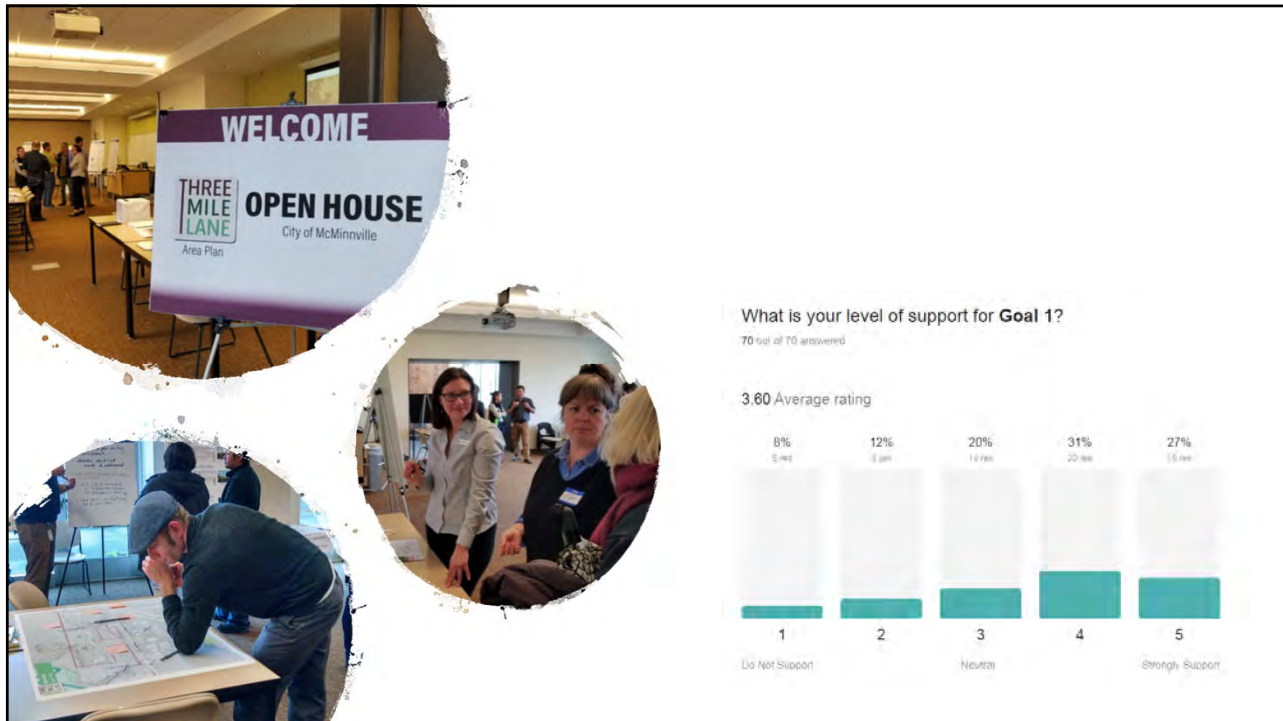 WELCOME
THREE
MILE
LANE
Area Plan
OPEN HOUSE
City of McMinnville
What is your level of support for Goal 1?
70 out of 70 answered
3.60 Average rating
8% 12% 20% 31% 27%
1 2 3 4 5
Do Not Support Neutral Strongly Support